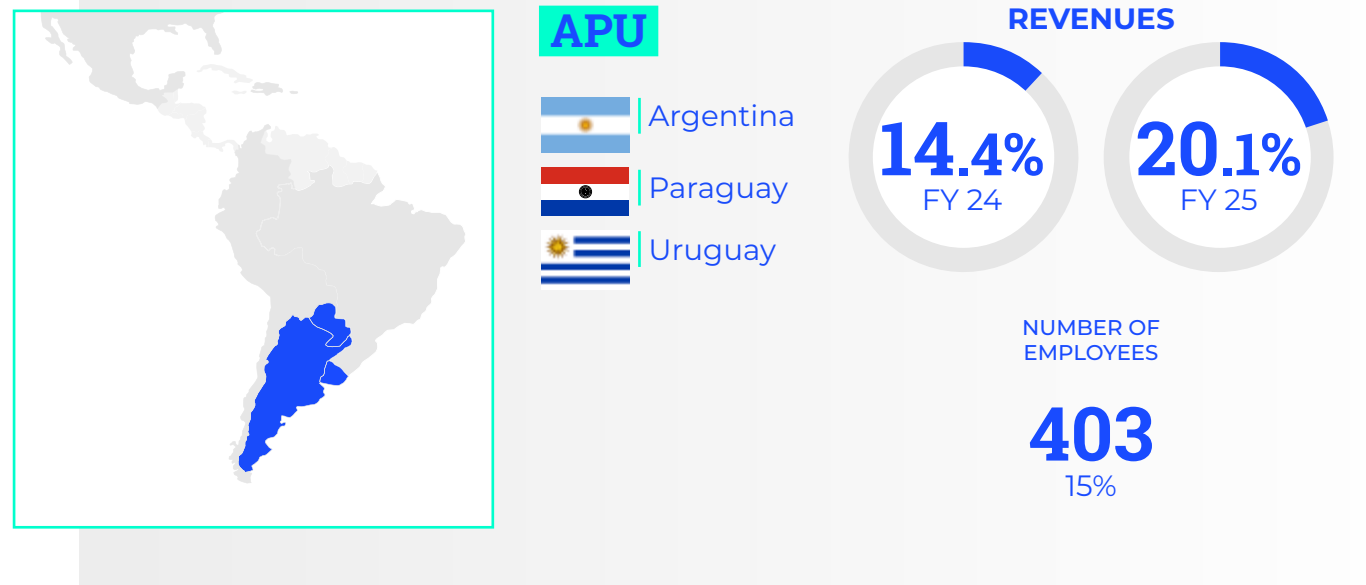 APU
Argentina
Paraguay
Uruguay
REVENUES
14.4%
FY 24
20.1%
FY 25
NUMBER OF
EMPLOYEES
403
15%